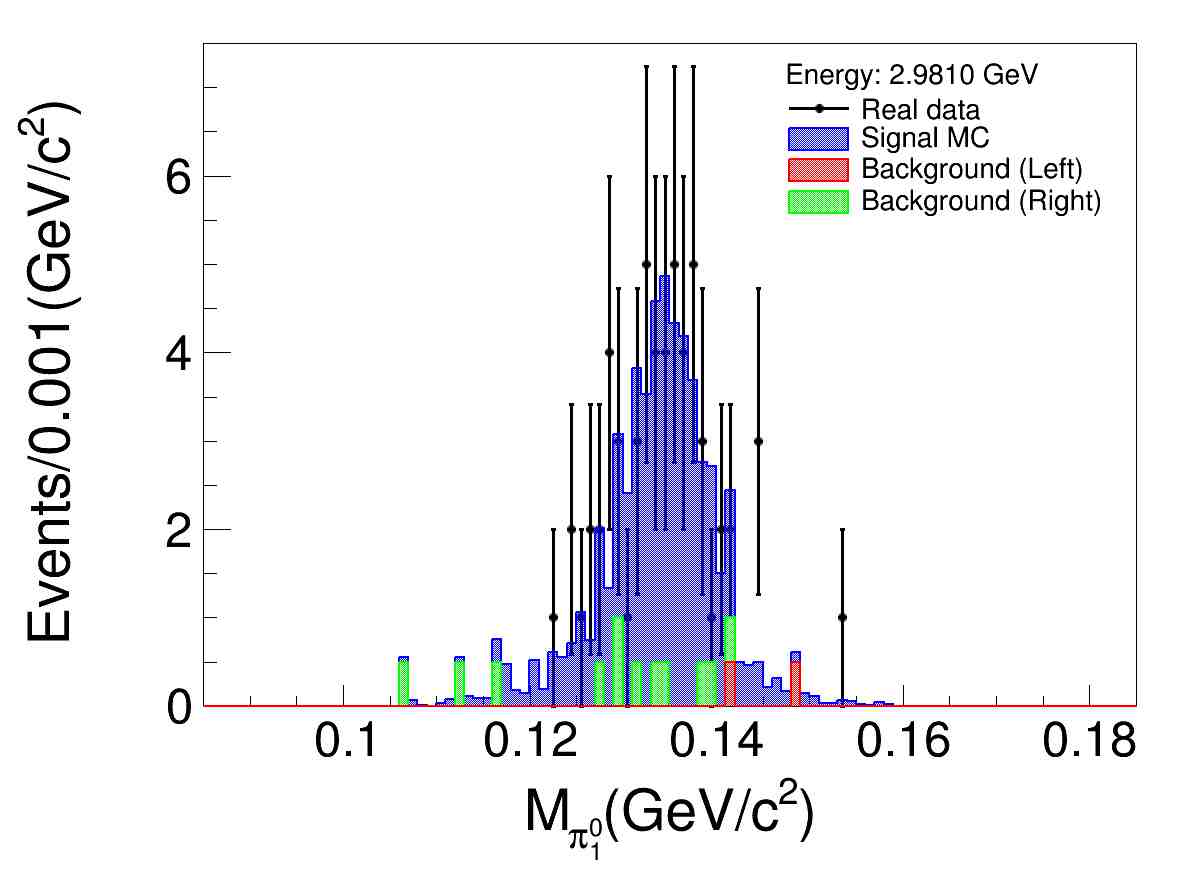 Energy: 2.9810 GeV
Real data
Signal MC
Background (Left)
Background (Right)
Events/0.001(GeV/c²)
6
4
2
0
0.1 0.12 0.14 0.16 0.18
M_{π⁰₁}(GeV/c²)